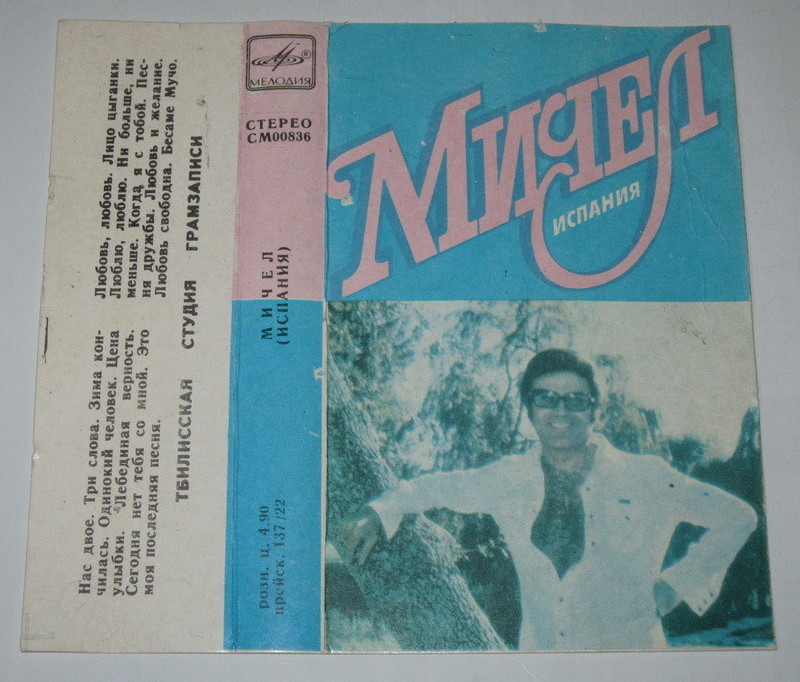 МИЧЕЛ
ИСПАНИЯ
МЕЛОДИЯ
СТЕРЕО
СМ00836
МИЧЕЛ
(ИСПАНИЯ)
розн. ц. 4.90
прейск. 137/22
Нас двое. Три слова. Зима кон-
чилась. Одинокий человек. Цена
улыбки. Лебединая верность.
Сегодня нет тебя со мной. Это
моя последняя песня.
Любовь, любовь. Лицо цыганки.
Люблю, люблю. Ни больше, ни
меньше. Когда я с тобой. Пес-
ня дружбы. Любовь и желание.
Любовь свободна. Бесаме Мучо.
ТБИЛИССКАЯ СТУДИЯ ГРАМЗАПИСИ